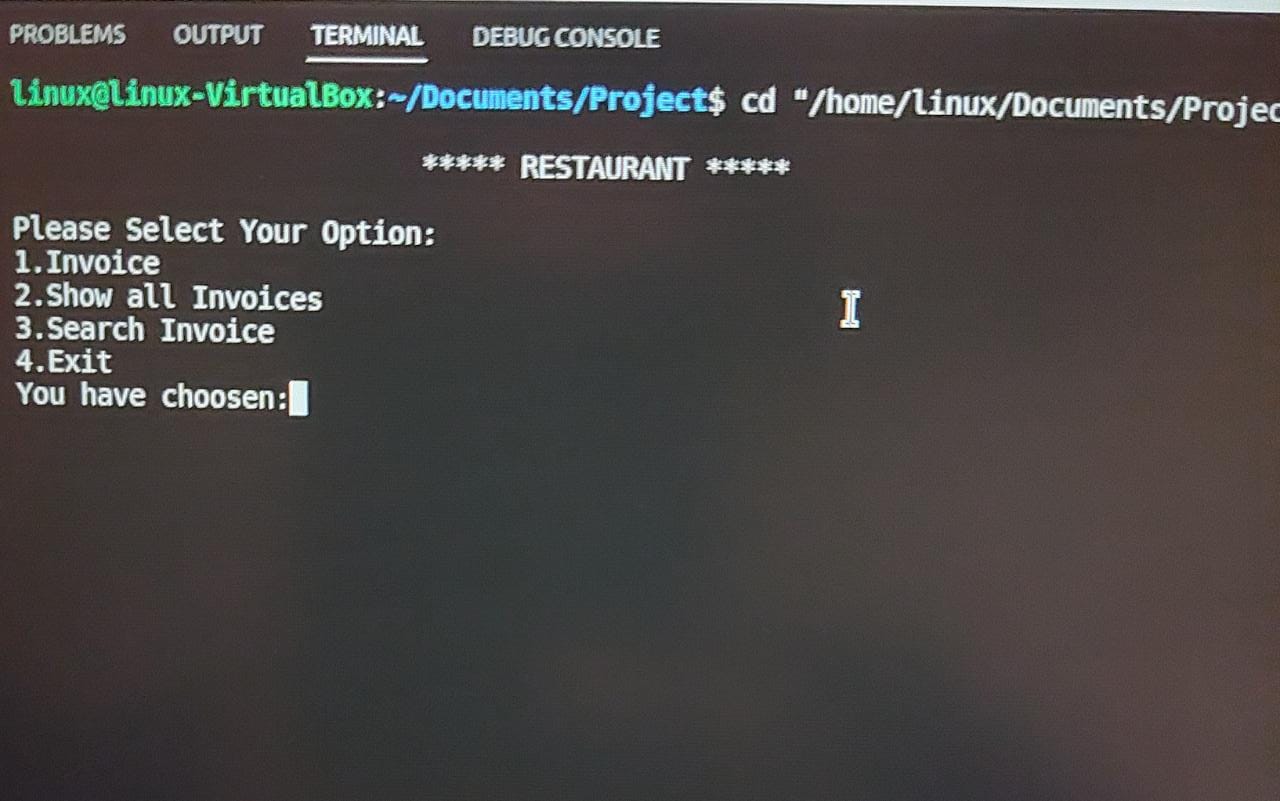 PROBLEMS OUTPUT TERMINAL DEBUG CONSOLE
linux@linux-VirtualBox:~/Documents/Project$ cd "/home/linux/Documents/Projec
***** RESTAURANT *****
Please Select Your Option:
1.Invoice
2.Show all Invoices
3.Search Invoice
4.Exit
You have choosen: